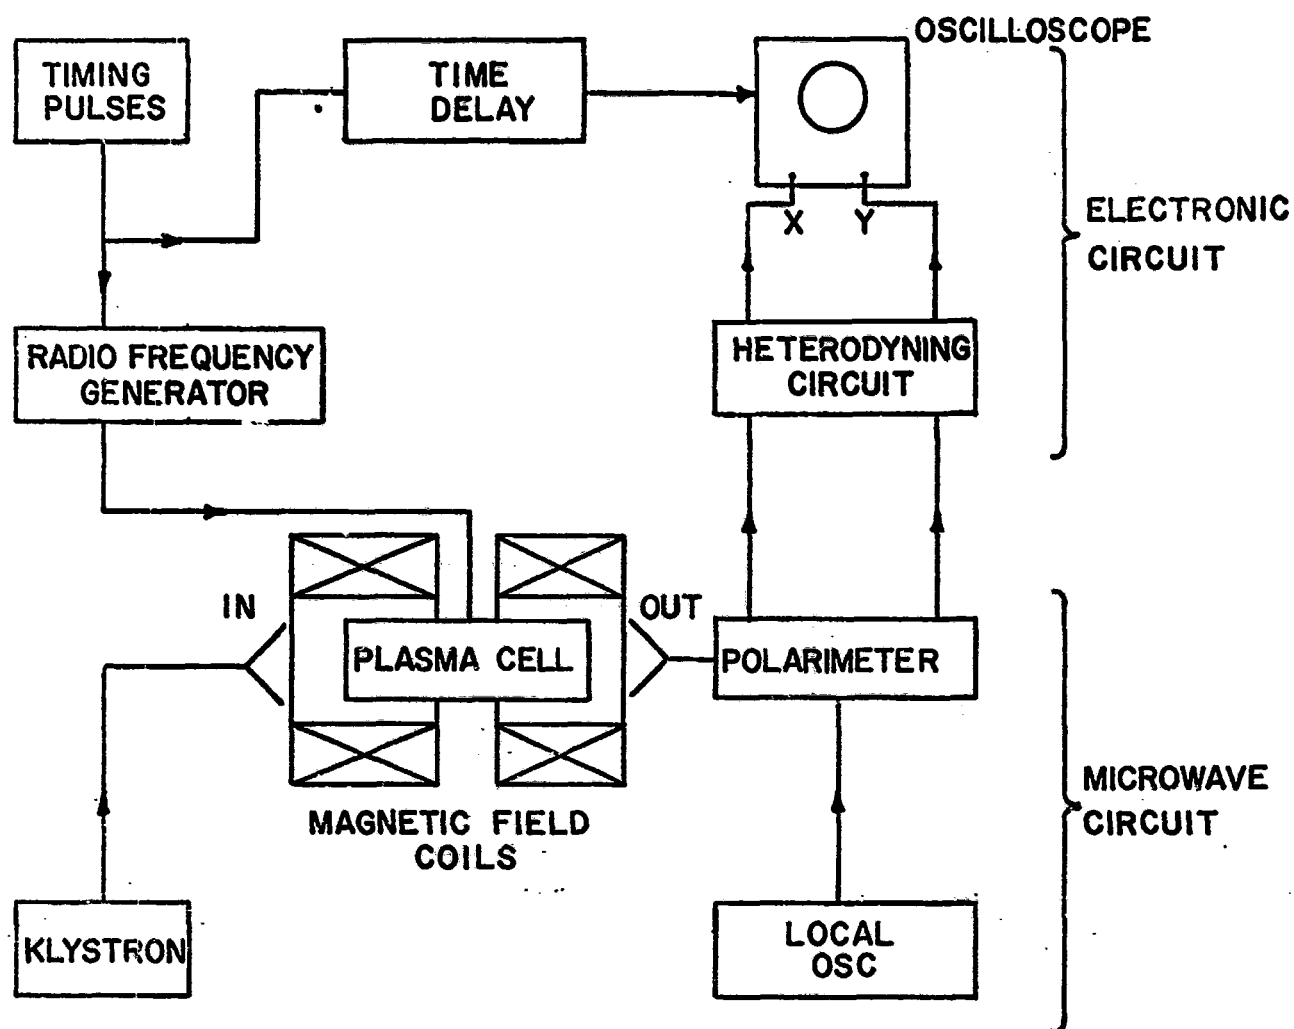 OSCILLOSCOPE
TIMING
PULSES
TIME
DELAY
X Y
ELECTRONIC
CIRCUIT
RADIO FREQUENCY
GENERATOR
HETERODYNING
CIRCUIT
IN
OUT
PLASMA CELL
POLARIMETER
MAGNETIC FIELD
COILS
MICROWAVE
CIRCUIT
KLYSTRON
LOCAL
OSC